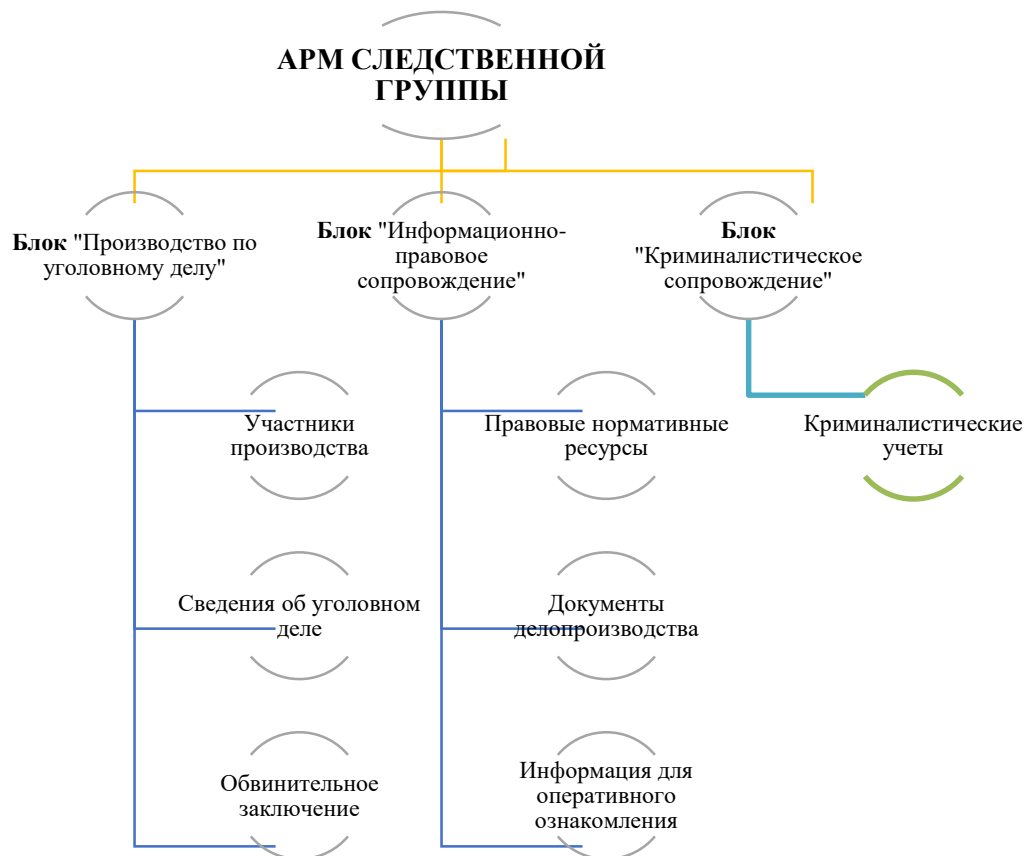 АРМ СЛЕДСТВЕННОЙ
ГРУППЫ
Блок "Производство по
уголовному делу"
Блок "Информационно-
правовое
сопровождение"
Блок
"Криминалистическое
сопровождение"
Участники
производства
Правовые нормативные
ресурсы
Криминалистические
учеты
Сведения об уголовном
деле
Документы
делопроизводства
Обвинительное
заключение
Информация для
оперативного
ознакомления